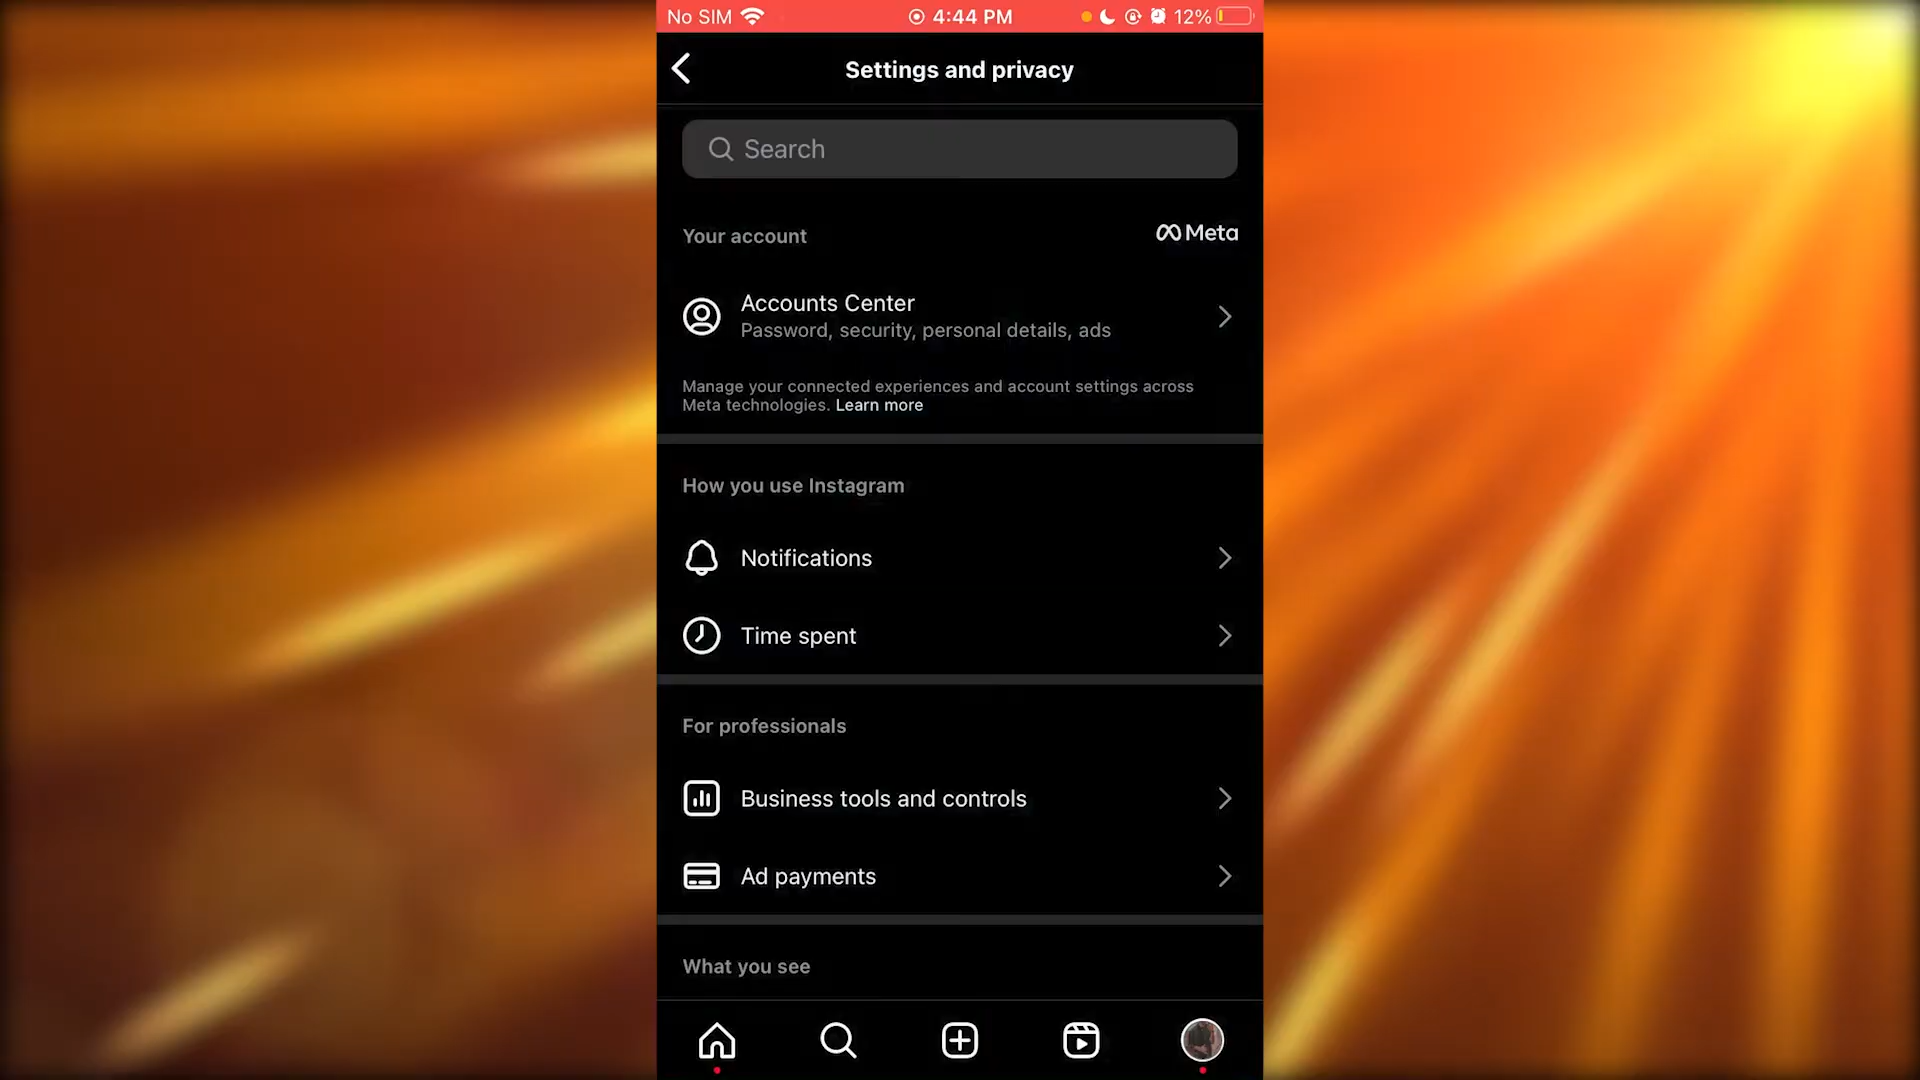 No SIM 4:44 PM 12%
Settings and privacy
Search
Your account
Meta
Accounts Center
Password, security, personal details, ads
Manage your connected experiences and account settings across
Meta technologies. Learn more
How you use Instagram
Notifications
Time spent
For professionals
Business tools and controls
Ad payments
What you see